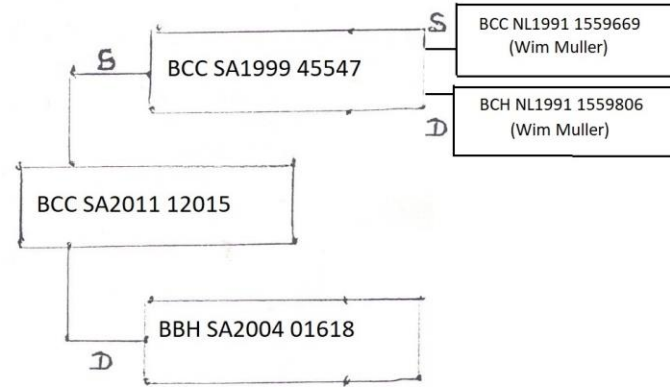 S
BCC NL1991 1559669
(Wim Muller)
S
BCC SA1999 45547
D
BCH NL1991 1559806
(Wim Muller)
BCC SA2011 12015
D
BBH SA2004 01618